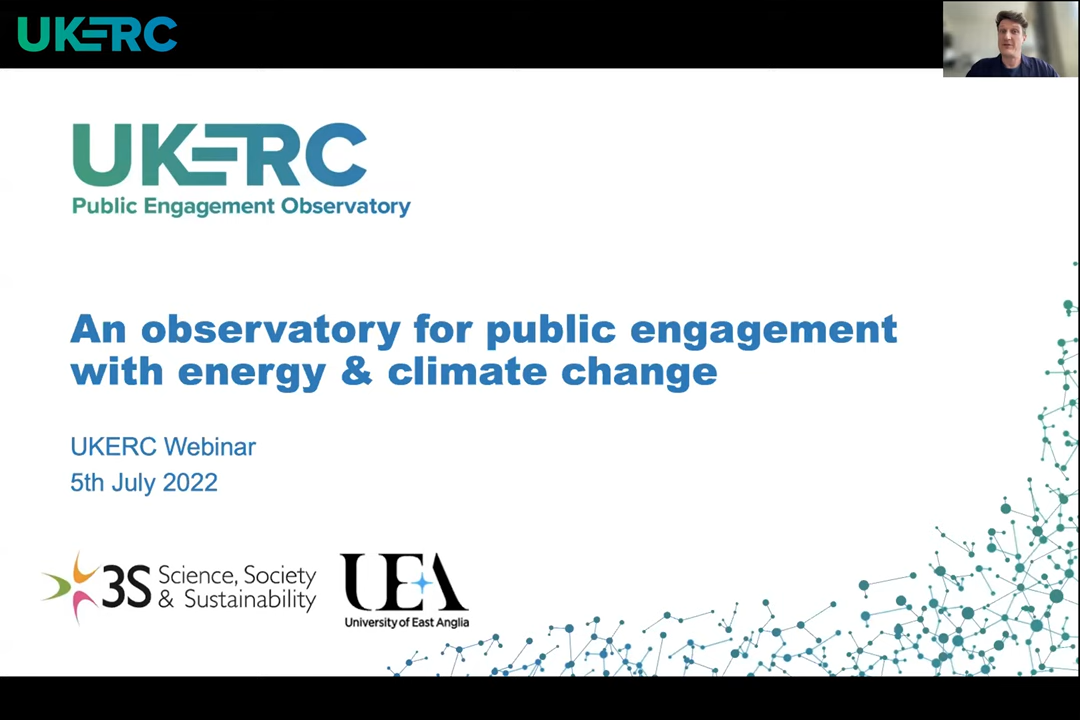 UKERC
UKERC
Public Engagement Observatory
An observatory for public engagement
with energy & climate change
UKERC Webinar
5th July 2022
3S Science, Society
& Sustainability
UEA
University of East Anglia